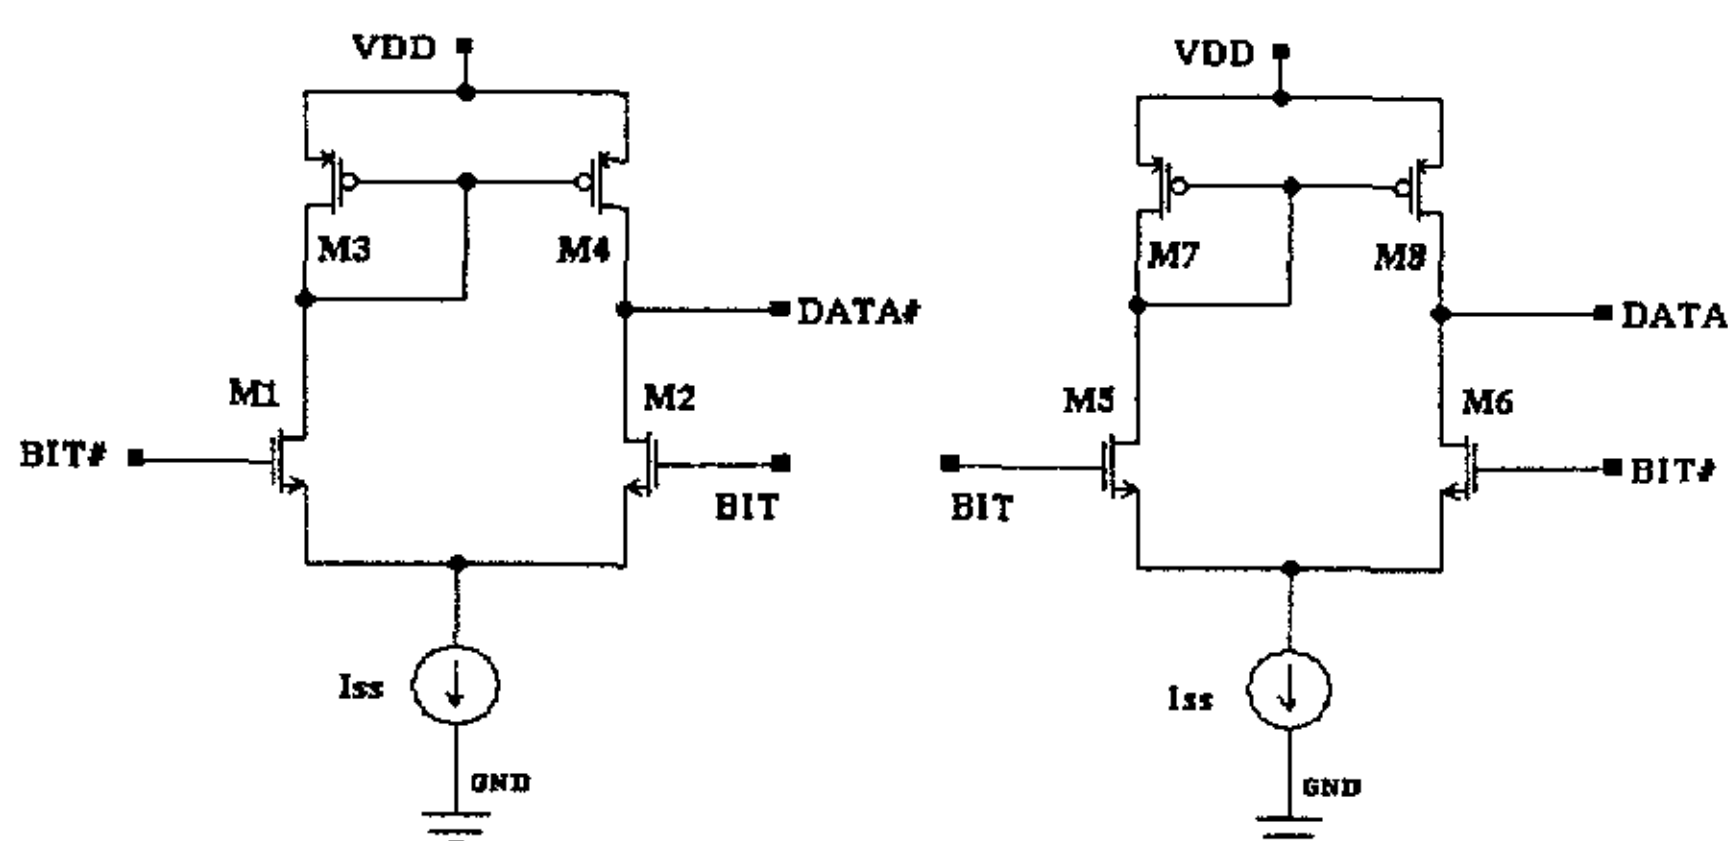 VDD
VDD
M3
M4
M7
M8
DATA#
DATA
M1
M2
M5
M6
BIT#
BIT
BIT
BIT#
Iss
Iss
GND
GND